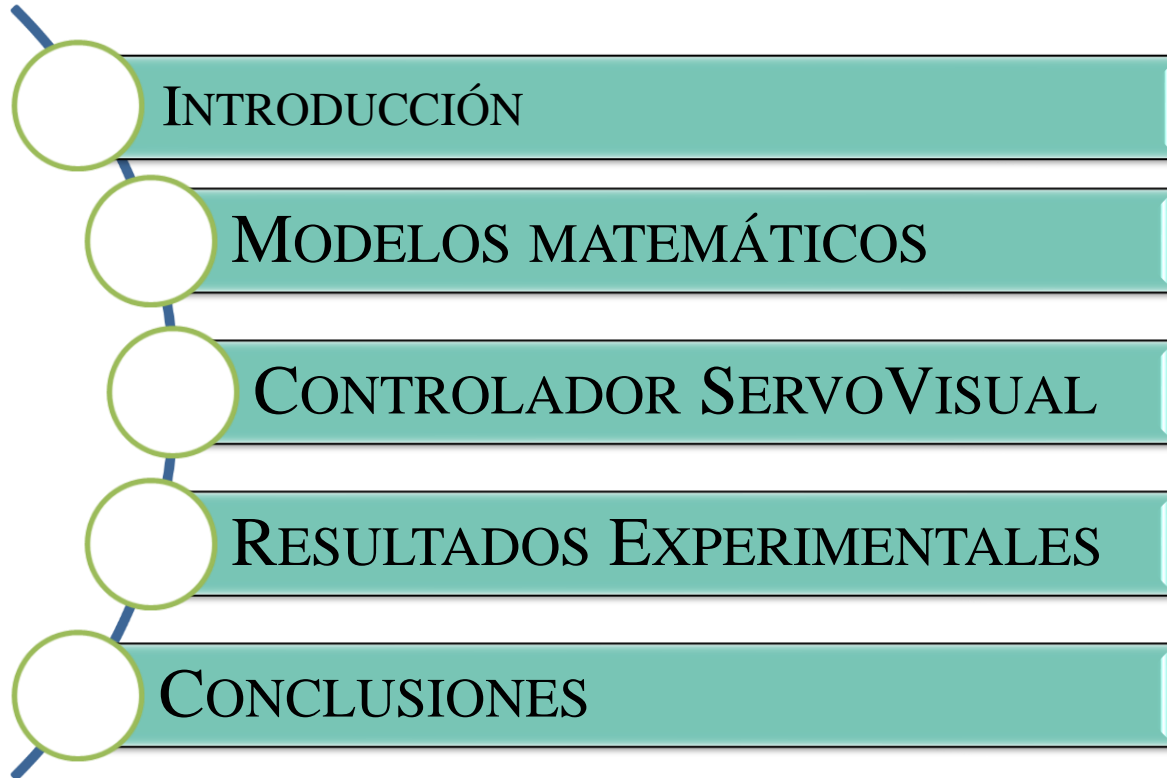 Introducción
Modelos matemáticos
Controlador ServoVisual
Resultados Experimentales
Conclusiones